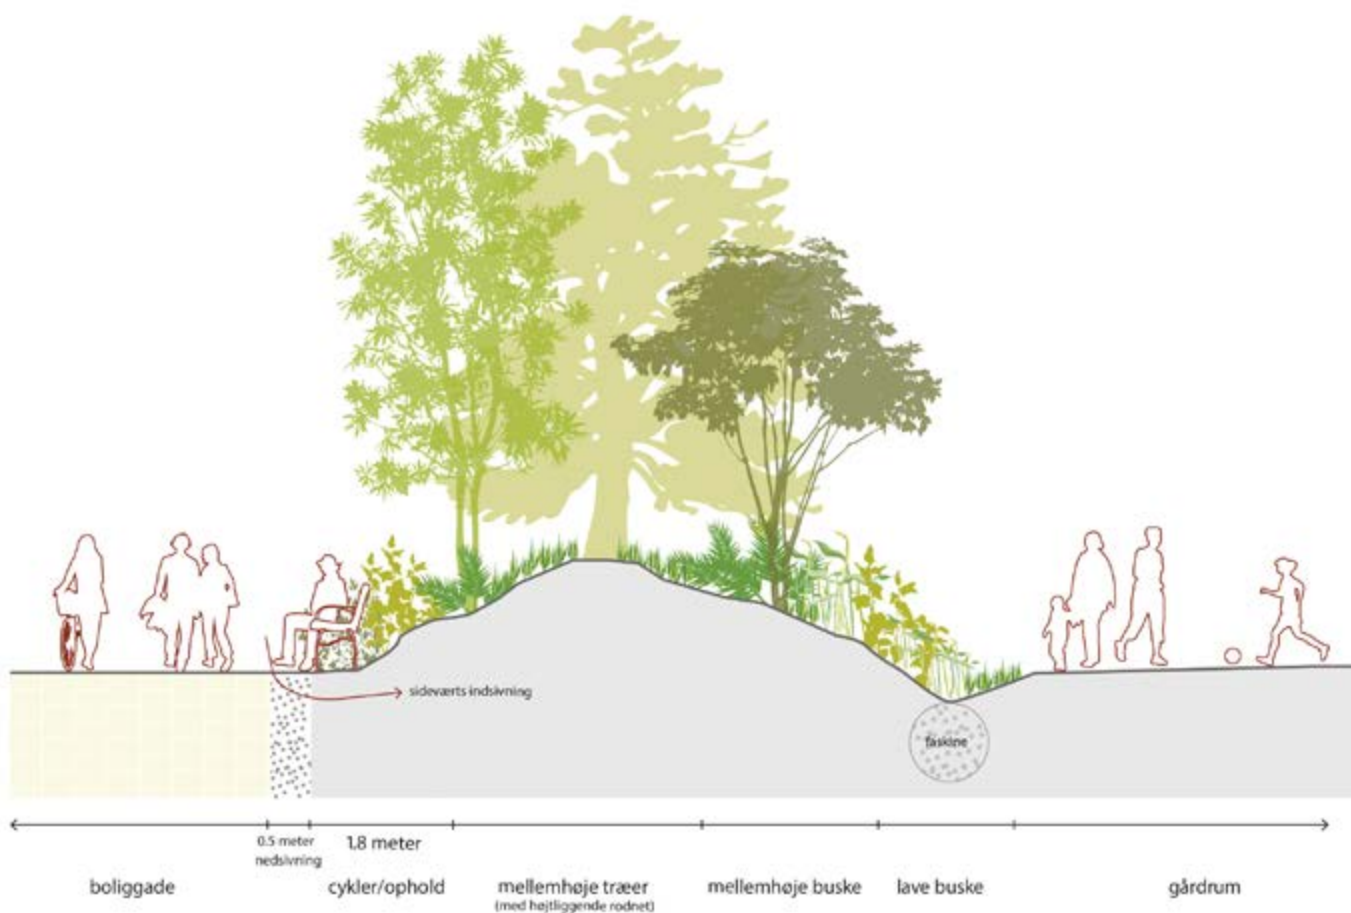 sideværts indsivning
faskine
0.5 meter
nedsivning
1.8 meter
boliggade
cykler/ophold
mellemhøje træer
(med højtliggende rodnet)
mellemhøje buske
lave buske
gårdrum